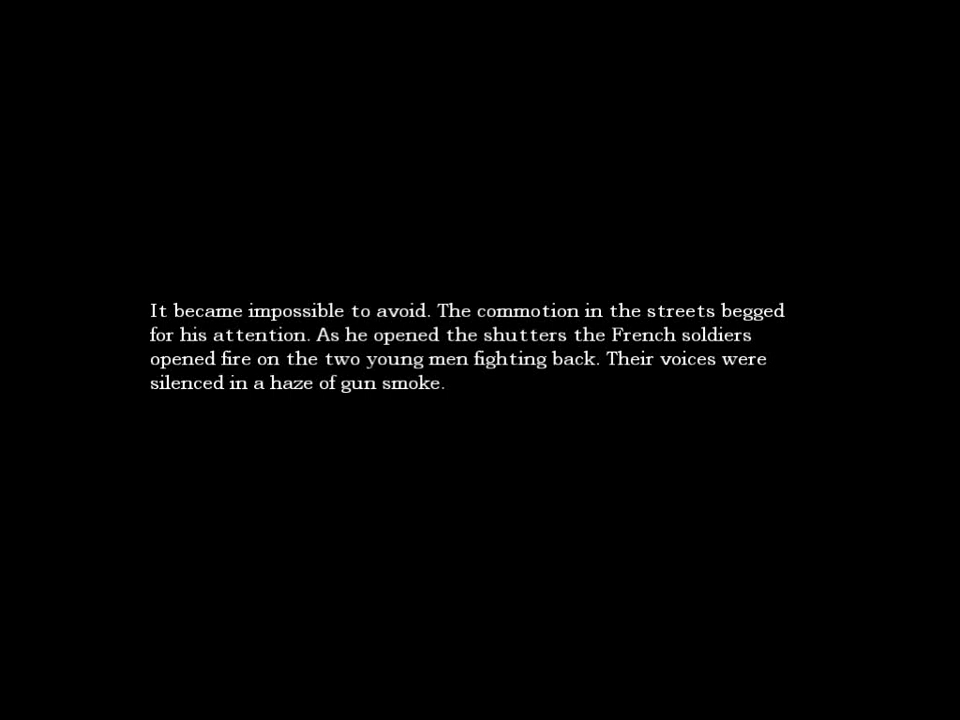 It became impossible to avoid. The commotion in the streets begged
for his attention. As he opened the shutters the French soldiers
opened fire on the two young men fighting back. Their voices were
silenced in a haze of gun smoke.